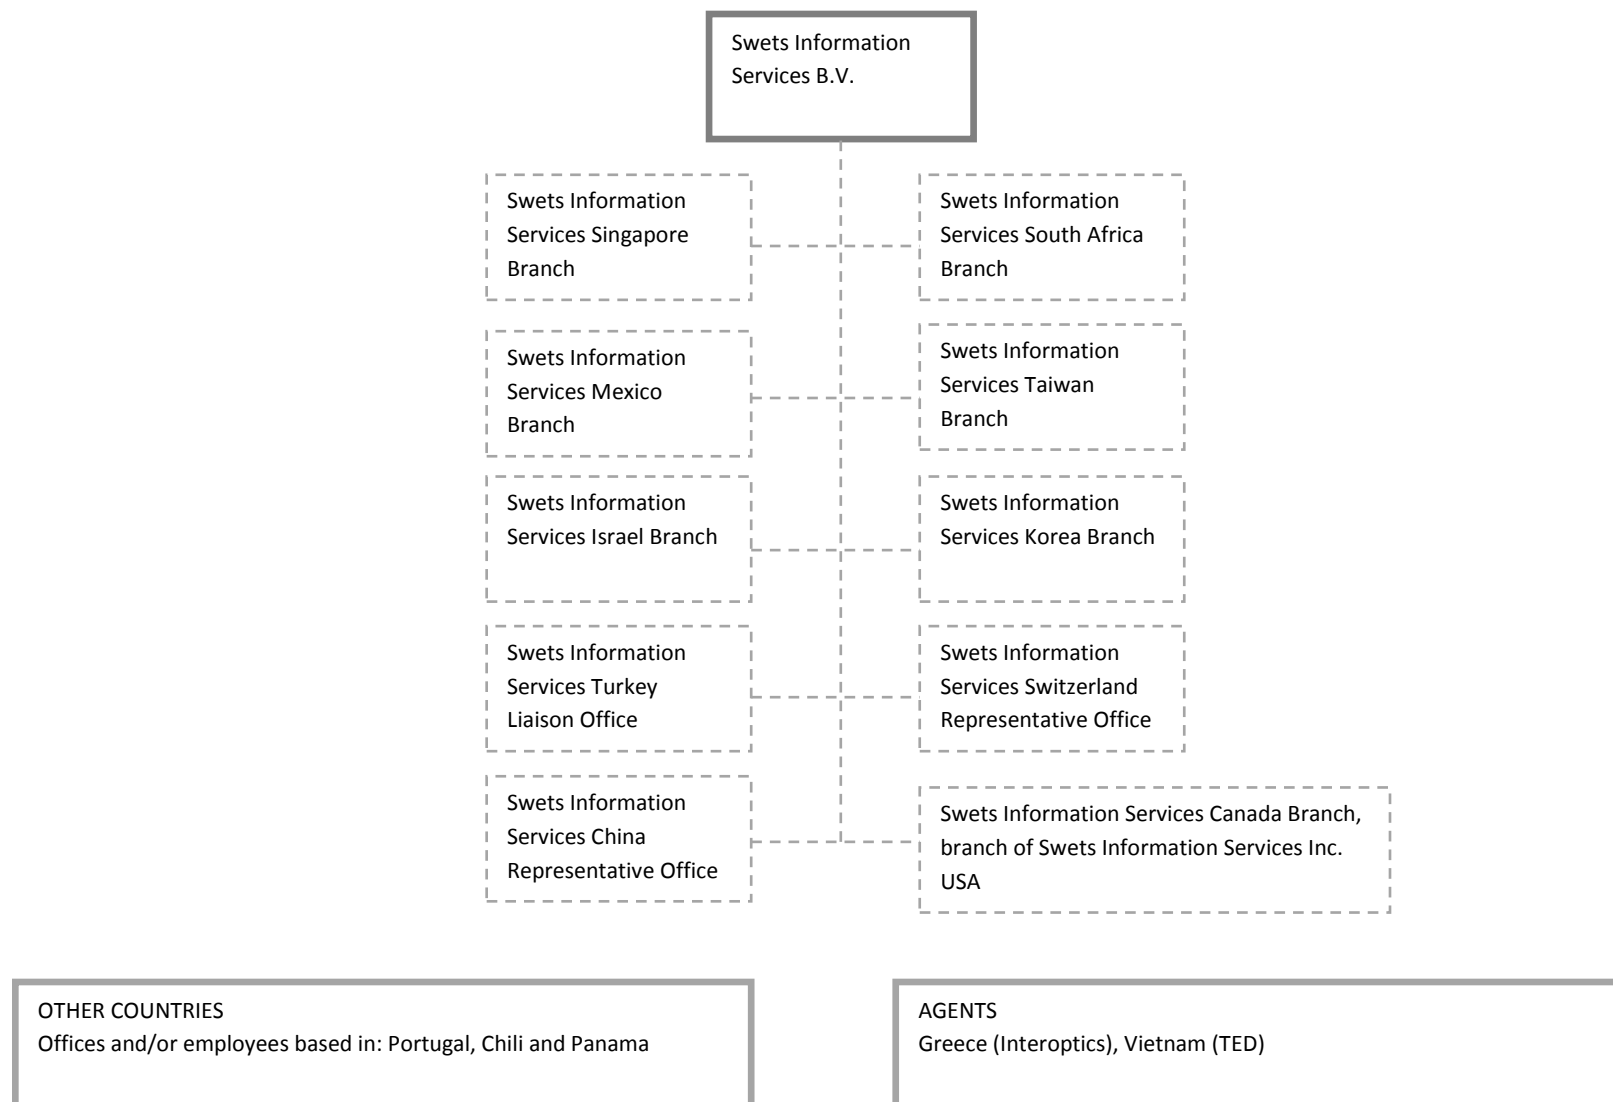 Swets Information
Services B.V.
Swets Information
Services Singapore
Branch
Swets Information
Services South Africa
Branch
Swets Information
Services Mexico
Branch
Swets Information
Services Taiwan
Branch
Swets Information
Services Israel Branch
Swets Information
Services Korea Branch
Swets Information
Services Turkey
Liaison Office
Swets Information
Services Switzerland
Representative Office
Swets Information
Services China
Representative Office
Swets Information Services Canada Branch,
branch of Swets Information Services Inc.
USA
OTHER COUNTRIES
Offices and/or employees based in: Portugal, Chili and Panama
AGENTS
Greece (Interoptics), Vietnam (TED)